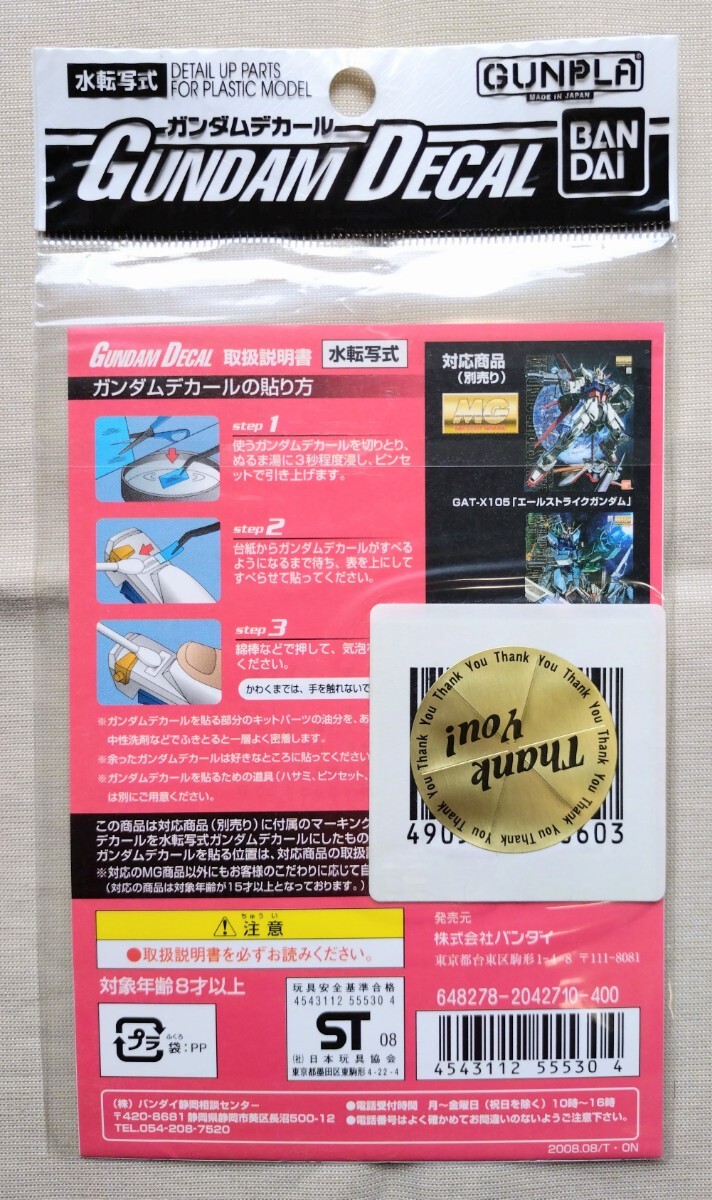 水転写式
DETAIL UP PARTS
FOR PLASTIC MODEL
GUNPLA
MADE IN JAPAN
ガンダムデカール
GUNDAM DECAL
BAN
DAI
GUNDAM DECAL 取扱説明書 水転写式
ガンダムデカールの貼り方
step 1
使うガンダムデカールを切りとり、
ぬるま湯に3秒程度浸し、ピンセ
ットで引き上げます。
step 2
台紙からガンダムデカールがすべる
ようになるまで待ち、表を上にして
すべらせて貼ってください。
step 3
綿棒などで押して、気泡
ください。
かわくまでは、手を触れないで
※ガンダムデカールを貼る部分のキットパーツの油分を、あ
中性洗剤などでふきとると一層よく密着します。
※余ったガンダムデカールは好きなところに貼ってください
※ガンダムデカールを貼るための道具(ハサミ、ピンセット、
は別にご用意ください。
この商品は対応商品(別売り)に付属のマーキング
デカールを水転写式ガンダムデカールにしたもの
ガンダムデカールを貼る位置は、対応商品の取扱
※対応のMG商品以外にもお客様のこだわりに応じて自
(対応の商品は対象年齢が15才以上となっております。)
対応商品
(別売り)
MG
GAT-X105「エールストライクガンダム」
Thank You Thank You Thank You Thank You Thank You Thank You Thank You
Thank
You!
490
603
ちゅうい
注意
●取扱説明書を必ずお読みください。
対象年齢8才以上
プラ
ふくろ
袋:PP
玩具安全基準合格
4543112 55530 4
ST 08
(社)日本玩具協会
東京都墨田区東駒形4-22-4
発売元
株式会社バンダイ
東京都台東区駒形1-4-8 〒111-8081
648278-2042710-400
4543112 55530 4
(株)バンダイ静岡相談センター
〒420-8681 静岡県静岡市葵区長沼500-12
TEL.054-208-7520
●電話受付時間 月~金曜日(祝日を除く)10時~16時
●電話番号はよく確かめてお間違いのないようご注意下さい。
2008.08/T・ON